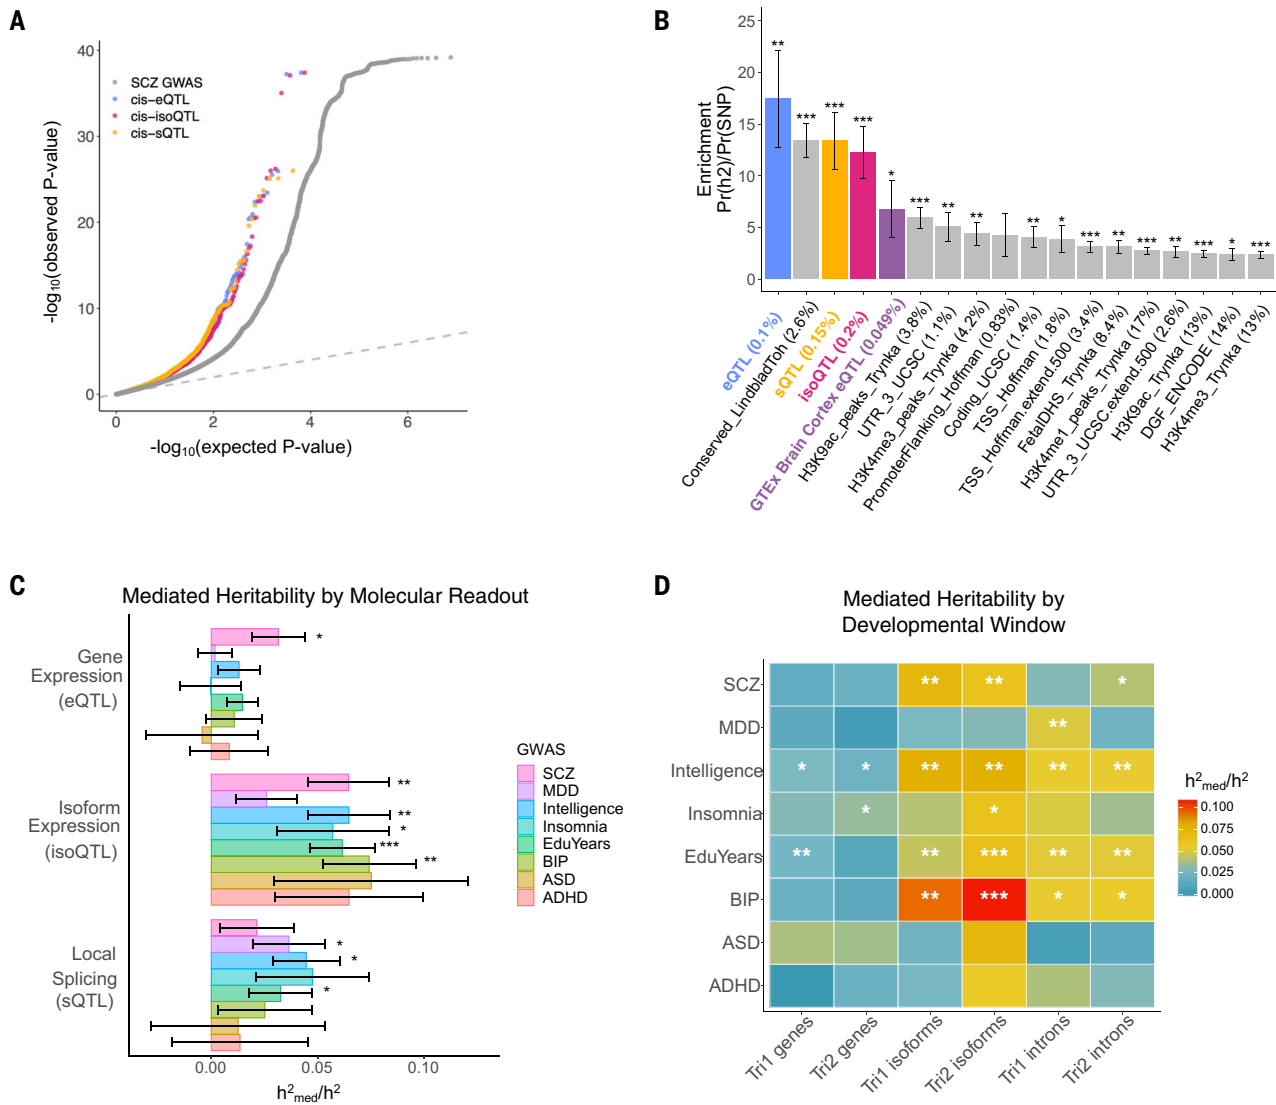 A
40
30
20
10
0
-log10(observed P-value)
SCZ GWAS
cis-eQTL
cis-isoQTL
cis-sQTL
0
2
4
6
-log10(expected P-value)
B
25
20
15
10
5
0
Enrichment
Pr(h2)/Pr(SNP)
**
***
***
***
*
***
**
**
**
*
***
**
***
**
***
*
***
eQTL (0.1%)
Conserved_LindbladToh (2.6%)
sQTL (0.15%)
isoQTL (0.2%)
GTEx Brain Cortex eQTL (0.049%)
H3K9ac_peaks_Trynka (3.8%)
UTR_3_UCSC (1.1%)
H3K4me3_peaks_Trynka (4.2%)
PromoterFlanking_Hoffman (0.83%)
Coding_UCSC (1.4%)
TSS_Hoffman (1.8%)
TSS_Hoffman.extend.500 (3.4%)
FetalDHS_Trynka (8.4%)
H3K4me1_peaks_Trynka (17%)
UTR_3_UCSC.extend.500 (2.6%)
H3K9ac_Trynka (13%)
DGF_ENCODE (14%)
H3K4me3_Trynka (13%)
C
Mediated Heritability by Molecular Readout
Gene
Expression
(eQTL)
*
Isoform
Expression
(isoQTL)
**
**
*
***
**
Local
Splicing
(sQTL)
*
*
*
0.00
0.05
0.10
h2med/h2
GWAS
SCZ
MDD
Intelligence
Insomnia
EduYears
BIP
ASD
ADHD
D
Mediated Heritability by
Developmental Window
SCZ ** ** *
MDD **
Intelligence * * ** ** ** **
Insomnia * *
EduYears ** ** *** ** **
BIP ** *** * *
ASD
ADHD
Tri1 genes
Tri2 genes
Tri1 isoforms
Tri2 isoforms
Tri1 introns
Tri2 introns
h2med/h2
0.100
0.075
0.050
0.025
0.000